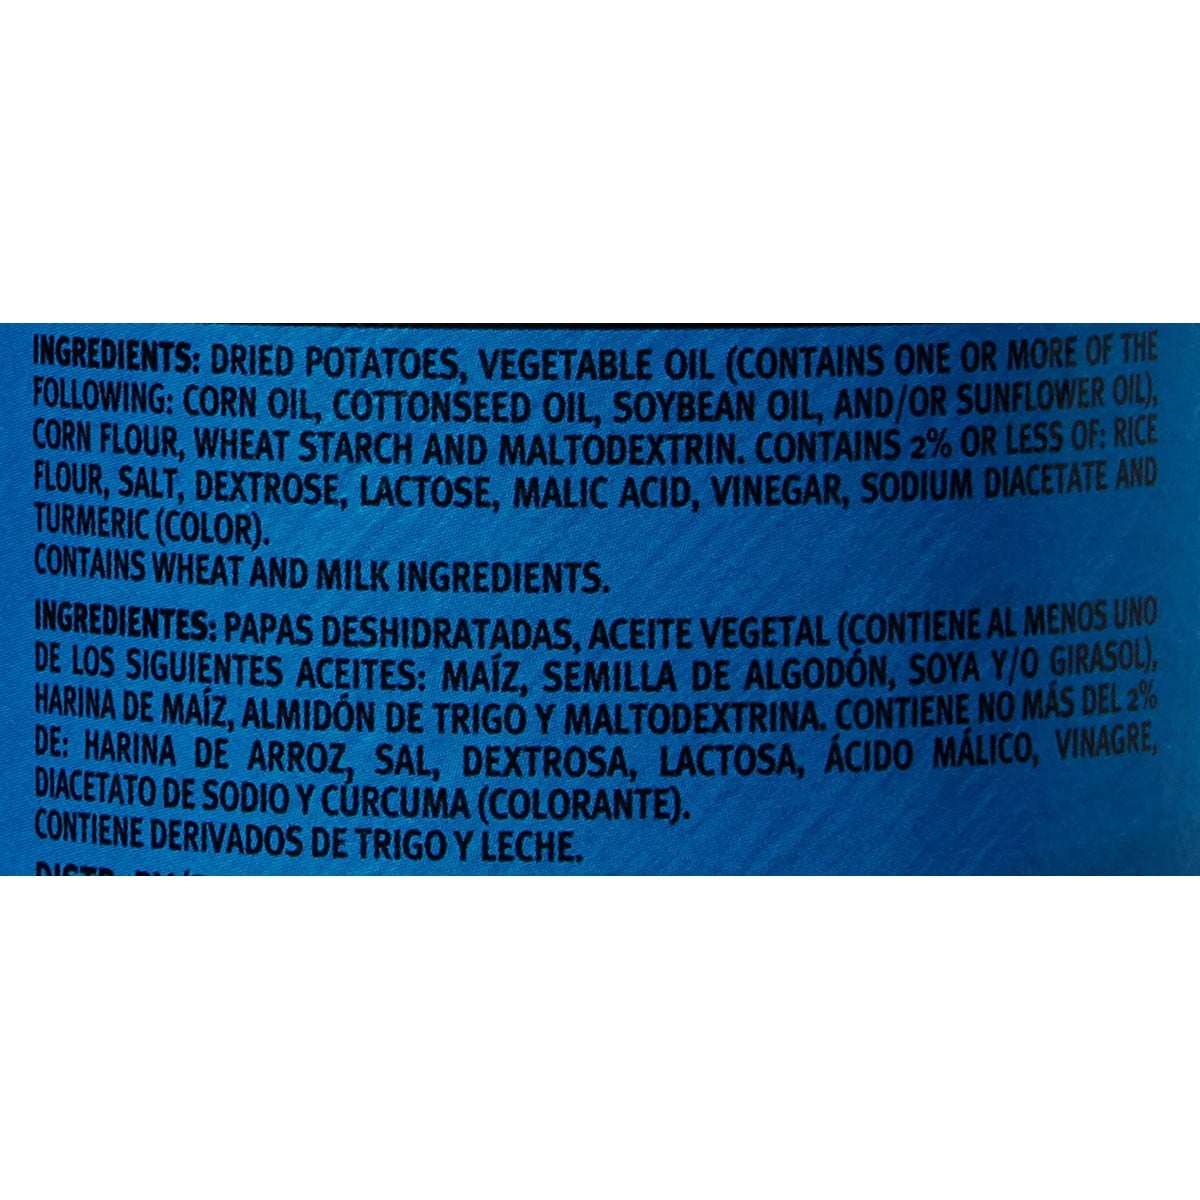 INGREDIENTS: DRIED POTATOES, VEGETABLE OIL (CONTAINS ONE OR MORE OF THE
FOLLOWING: CORN OIL, COTTONSEED OIL, SOYBEAN OIL, AND/OR SUNFLOWER OIL),
CORN FLOUR, WHEAT STARCH AND MALTODEXTRIN. CONTAINS 2% OR LESS OF: RICE
FLOUR, SALT, DEXTROSE, LACTOSE, MALIC ACID, VINEGAR, SODIUM DIACETATE AND
TURMERIC (COLOR).
CONTAINS WHEAT AND MILK INGREDIENTS.
INGREDIENTES: PAPAS DESHIDRATADAS, ACEITE VEGETAL (CONTIENE AL MENOS UNO
DE LOS SIGUIENTES ACEITES: MAÍZ, SEMILLA DE ALGODÓN, SOYA Y/O GIRASOL),
HARINA DE MAÍZ, ALMIDÓN DE TRIGO Y MALTODEXTRINA. CONTIENE NO MÁS DEL 2%
DE: HARINA DE ARROZ, SAL, DEXTROSA, LACTOSA, ÁCIDO MÁLICO, VINAGRE,
DIACETATO DE SODIO Y CÚRCUMA (COLORANTE).
CONTIENE DERIVADOS DE TRIGO Y LECHE.